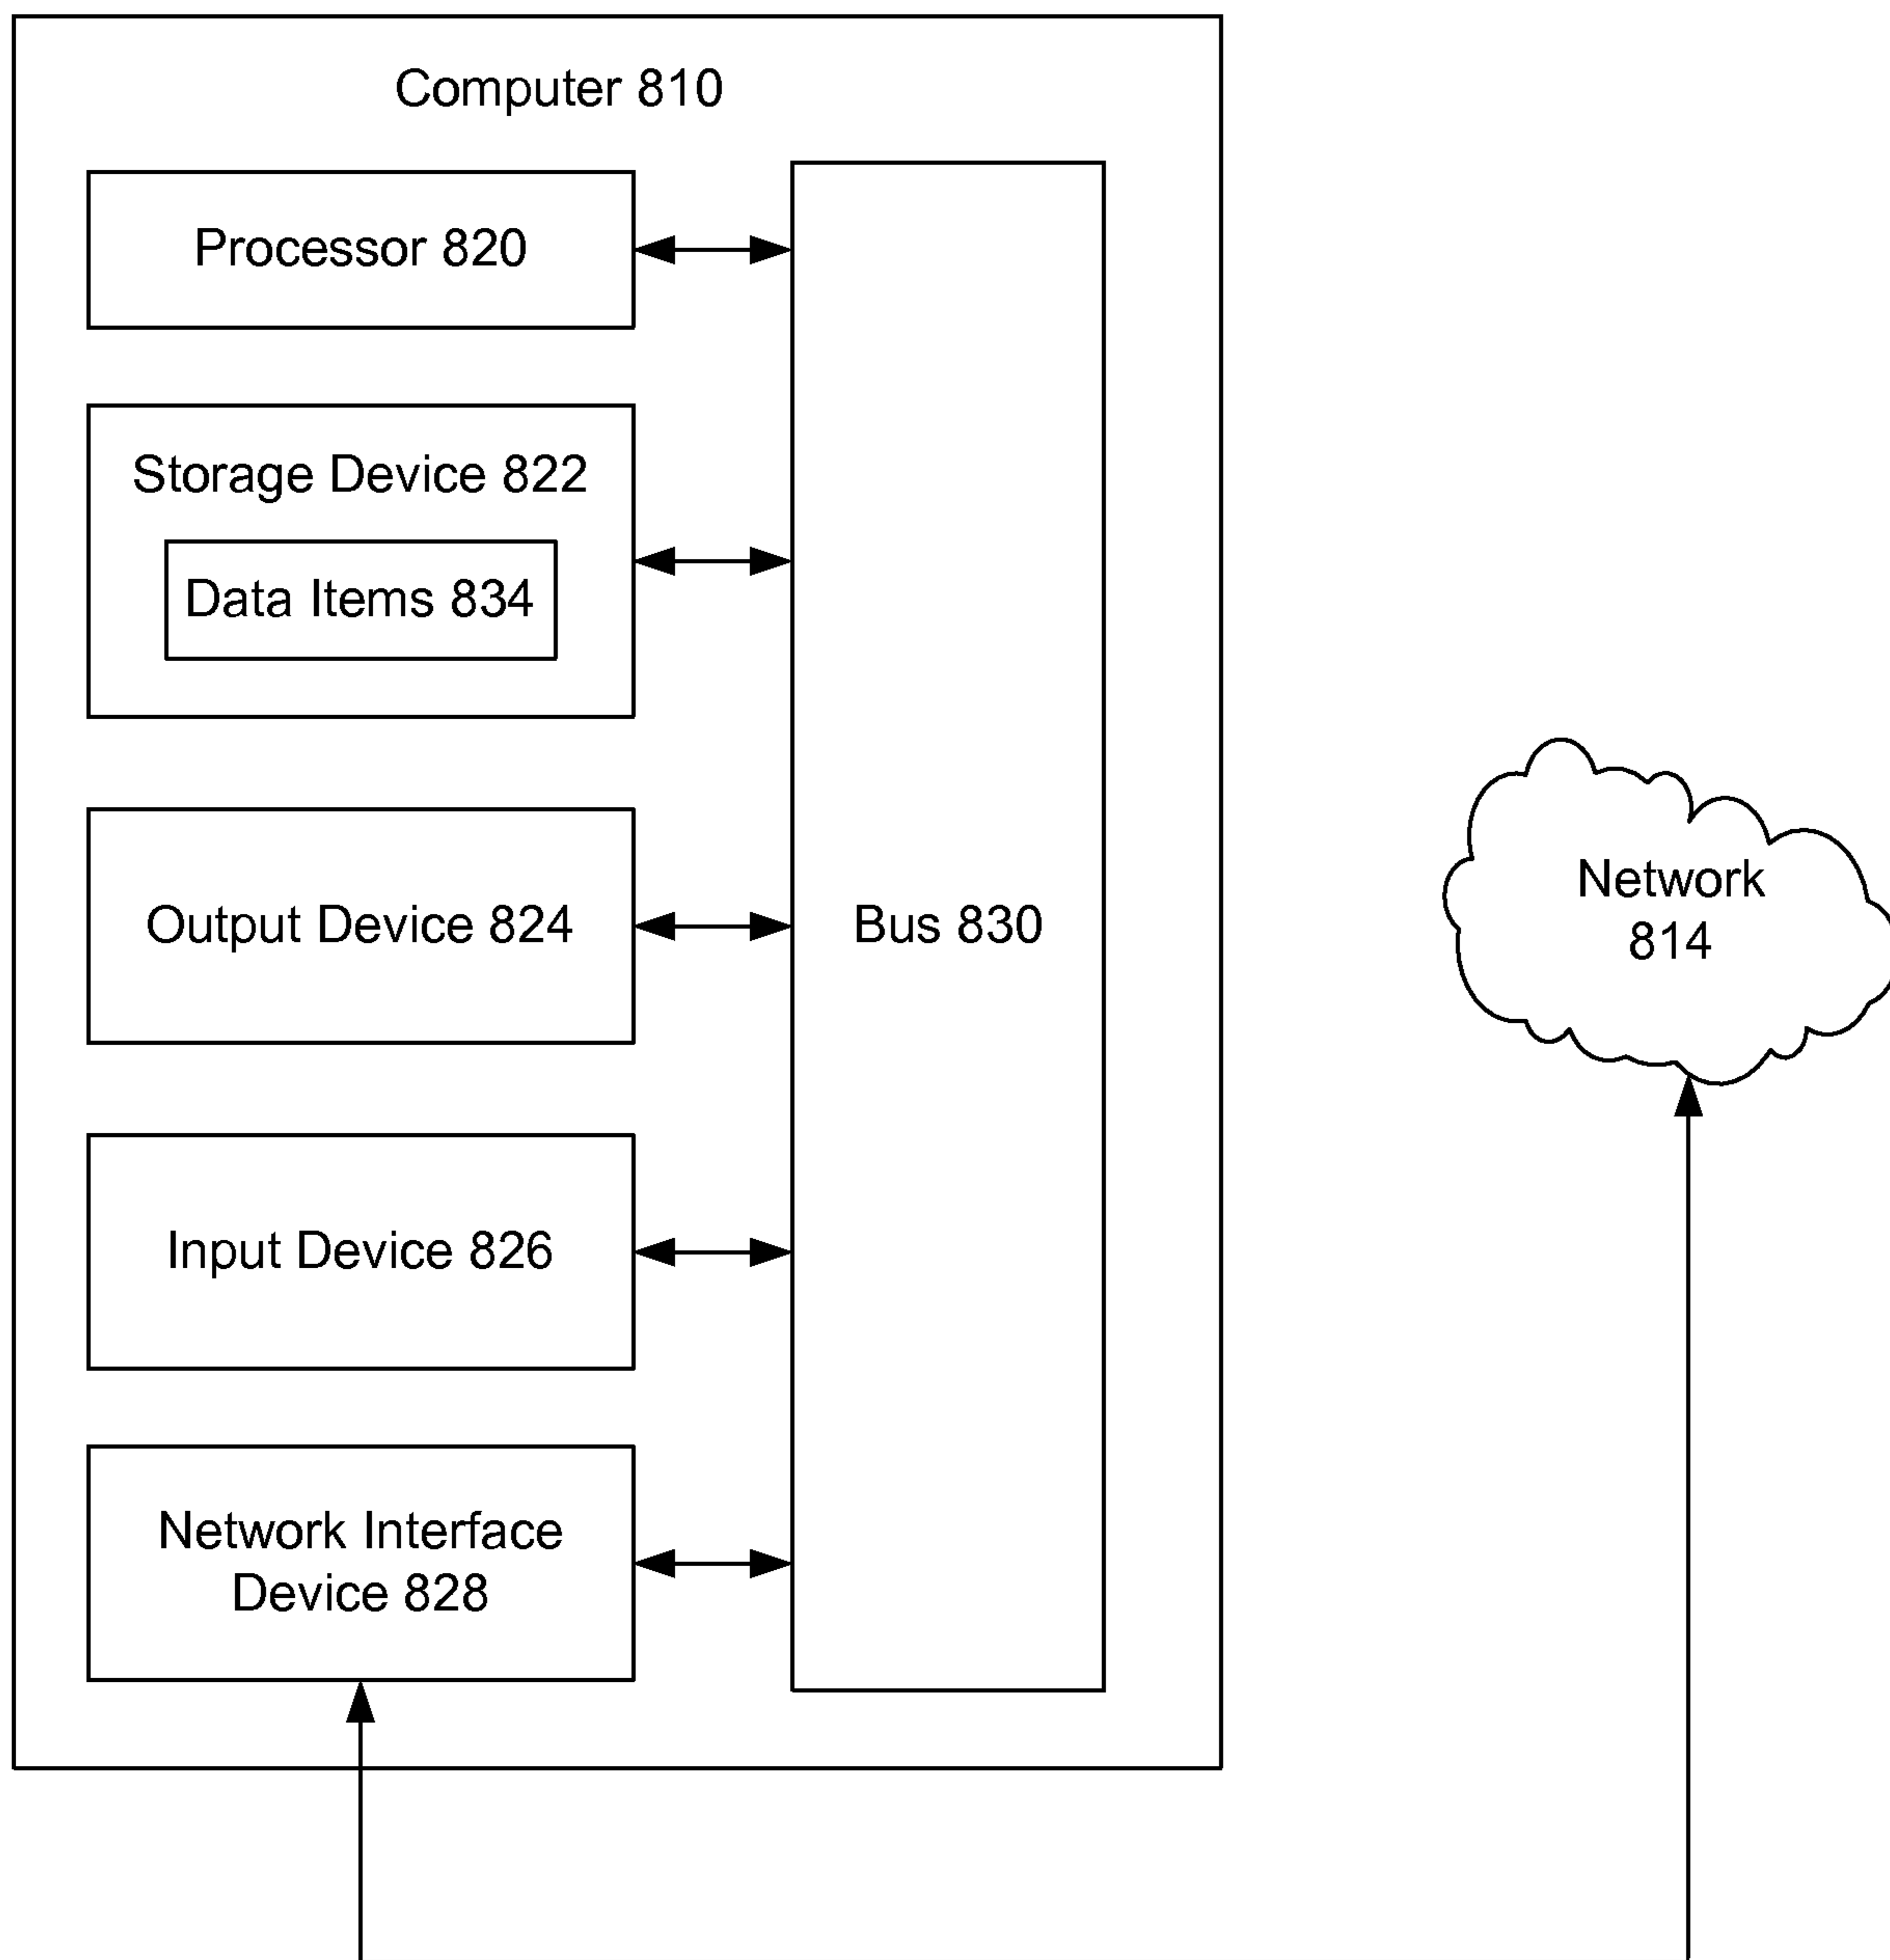 Computer 810
Processor 820
Storage Device 822
Data Items 834
Output Device 824
Bus 830
Input Device 826
Network Interface
Device 828
Network
814